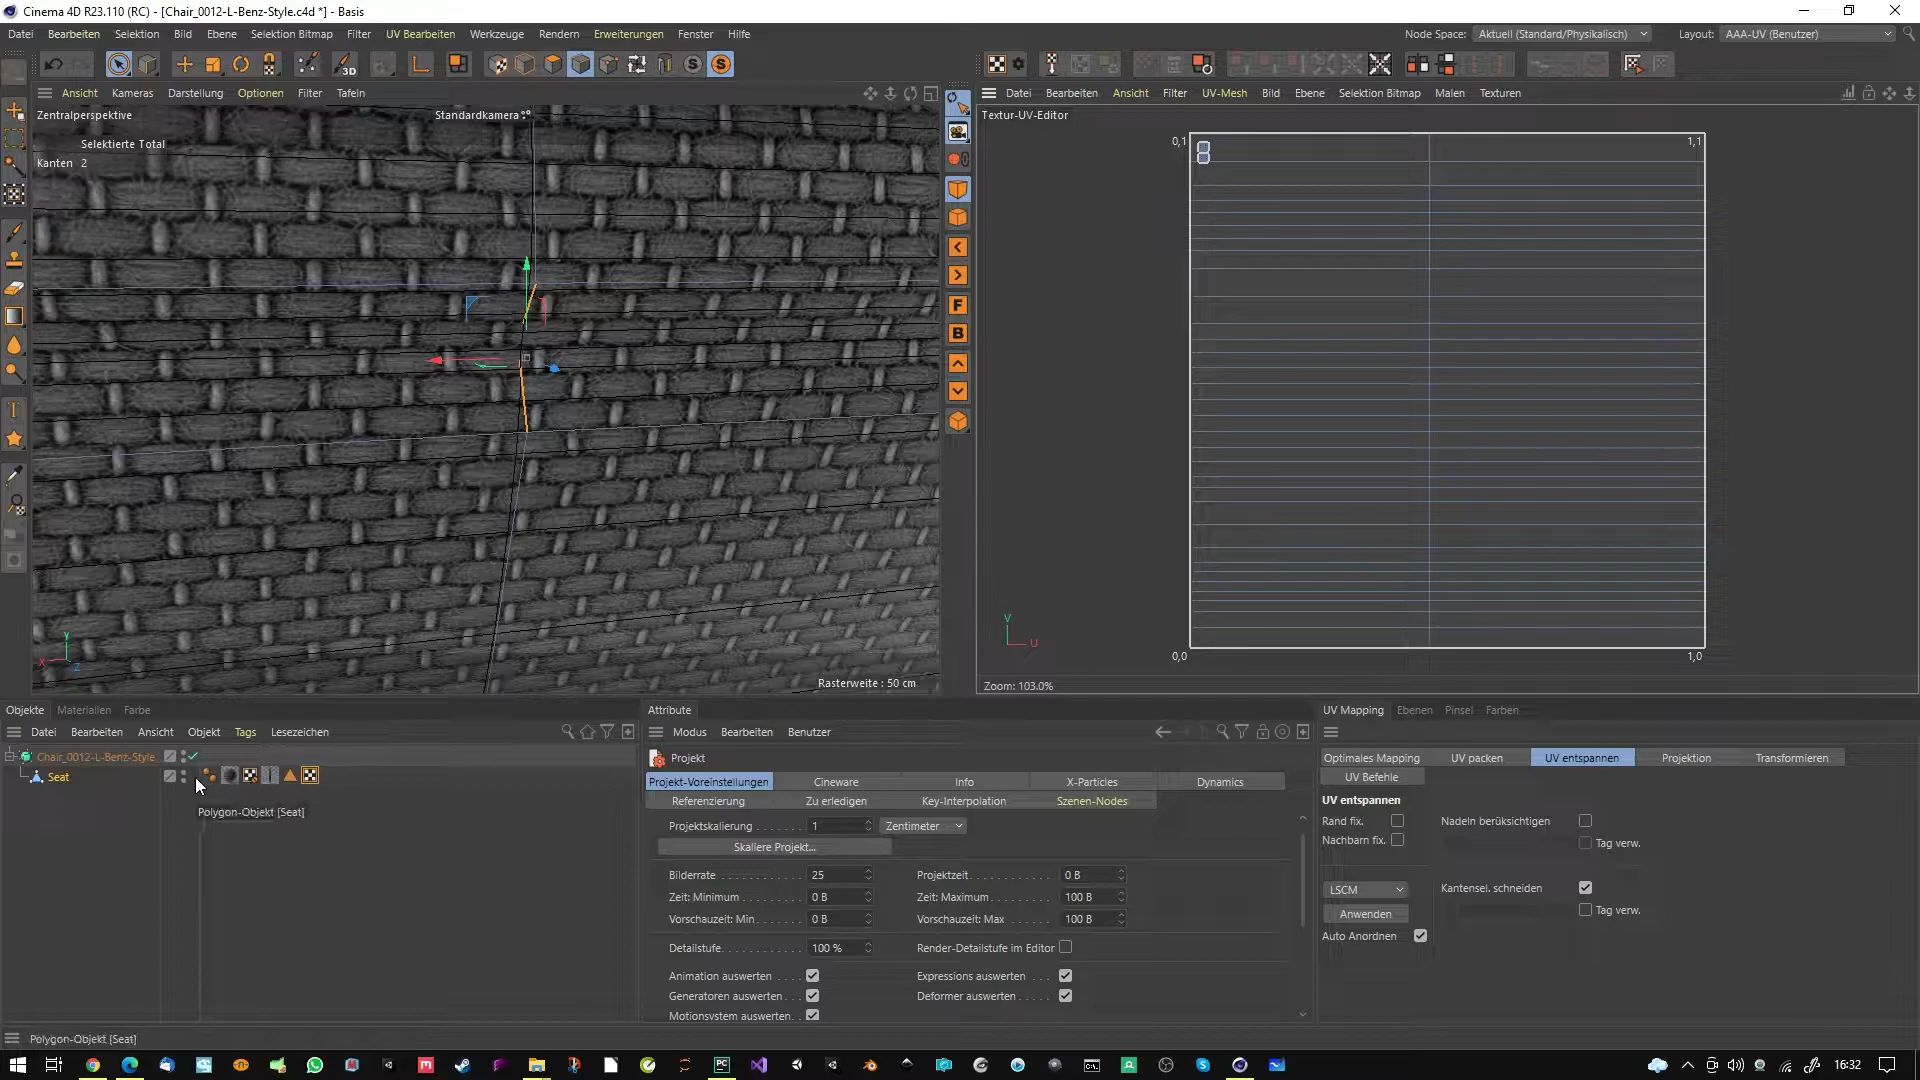 Cinema 4D R23.110 (RC) - [Chair_0012-L-Benz-Style.c4d *] - Basis
Datei Bearbeiten Selektion Bild Ebene Selektion Bitmap Filter UV Bearbeiten Werkzeuge Rendern Erweiterungen Fenster Hilfe
Node Space: Aktuell (Standard/Physikalisch) Layout: AAA-UV (Benutzer)
Ansicht Kameras Darstellung Optionen Filter Tafeln
Datei Bearbeiten Ansicht Filter UV-Mesh Bild Ebene Selektion Bitmap Malen Texturen
Zentralperspektive Standardkamera
Textur-UV-Editor
Selektierte Total
Kanten 2
0,1 1,1
F
B
0,0 1,0
V
U
Y
X
Z
Rasterweite : 50 cm
Zoom: 103.0%
Objekte Materialien Farbe
Datei Bearbeiten Ansicht Objekt Tags Lesezeichen
Chair_0012-L-Benz-Style
Seat
Polygon-Objekt [Seat]
Attribute
Modus Bearbeiten Benutzer
Projekt
Projekt-Voreinstellungen Cineware Info X-Particles Dynamics
Referenzierung Zu erledigen Key-Interpolation Szenen-Nodes
Projektskalierung 1 Zentimeter
Skaliere Projekt...
Bilderrate 25 Projektzeit 0 B
Zeit: Minimum 0 B Zeit: Maximum 100 B
Vorschauzeit: Min 0 B Vorschauzeit: Max 100 B
Detailstufe 100 % Render-Detailstufe im Editor
Animation auswerten Expressions auswerten
Generatoren auswerten Deformer auswerten
Motionsystem auswerten
UV Mapping Ebenen Pinsel Farben
Optimales Mapping UV packen UV entspannen Projektion Transformieren
UV Befehle
UV entspannen
Rand fix. Nadeln berücksichtigen
Nachbarn fix. Tag verw.
LSCM Kantensel. schneiden
Anwenden Tag verw.
Auto Anordnen
Polygon-Objekt [Seat]
16:32